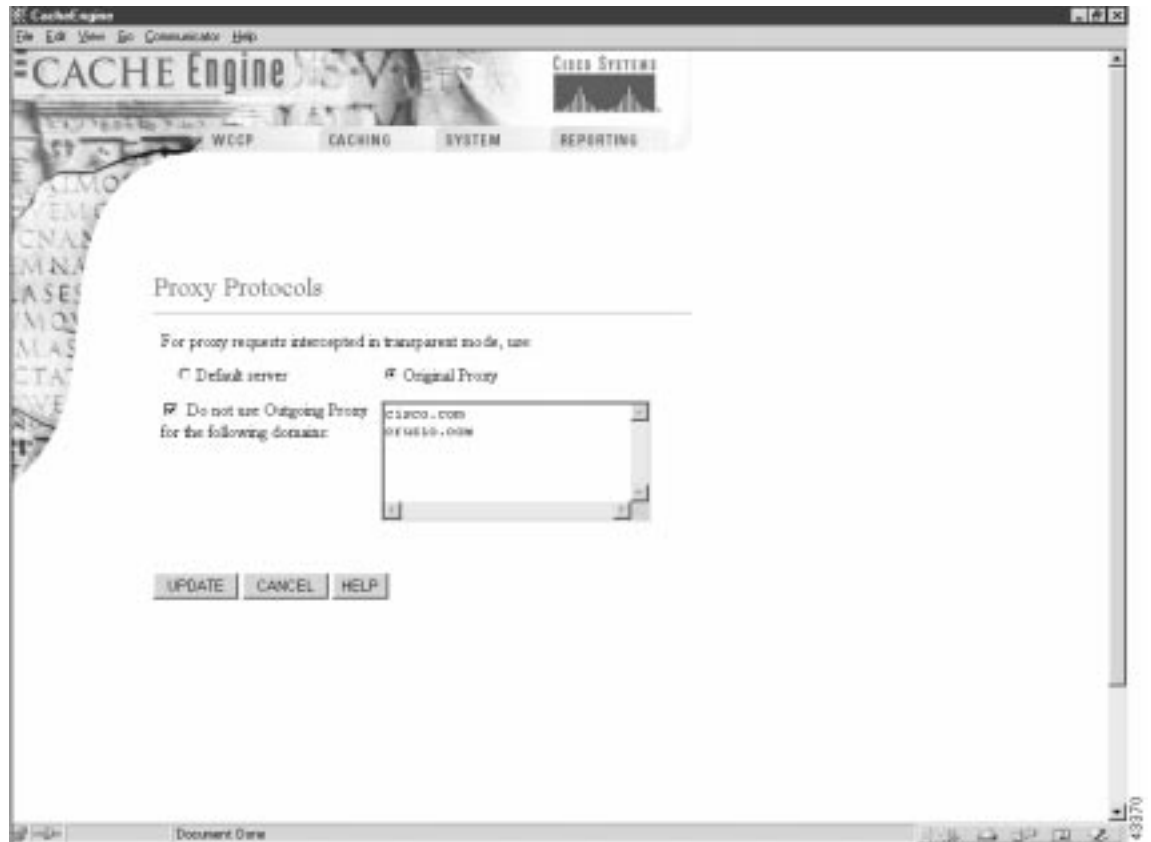 CacheEngine
File Edit View Go Communicator Help
CACHE Engine
CISCO SYSTEMS
WCCP CACHING SYSTEM REPORTING
Proxy Protocols
For proxy requests intercepted in transparent mode, use
Default server Original Proxy
Do not use Outgoing Proxy
for the following domains:
cisco.com
UPDATE CANCEL HELP
Document Done
43370